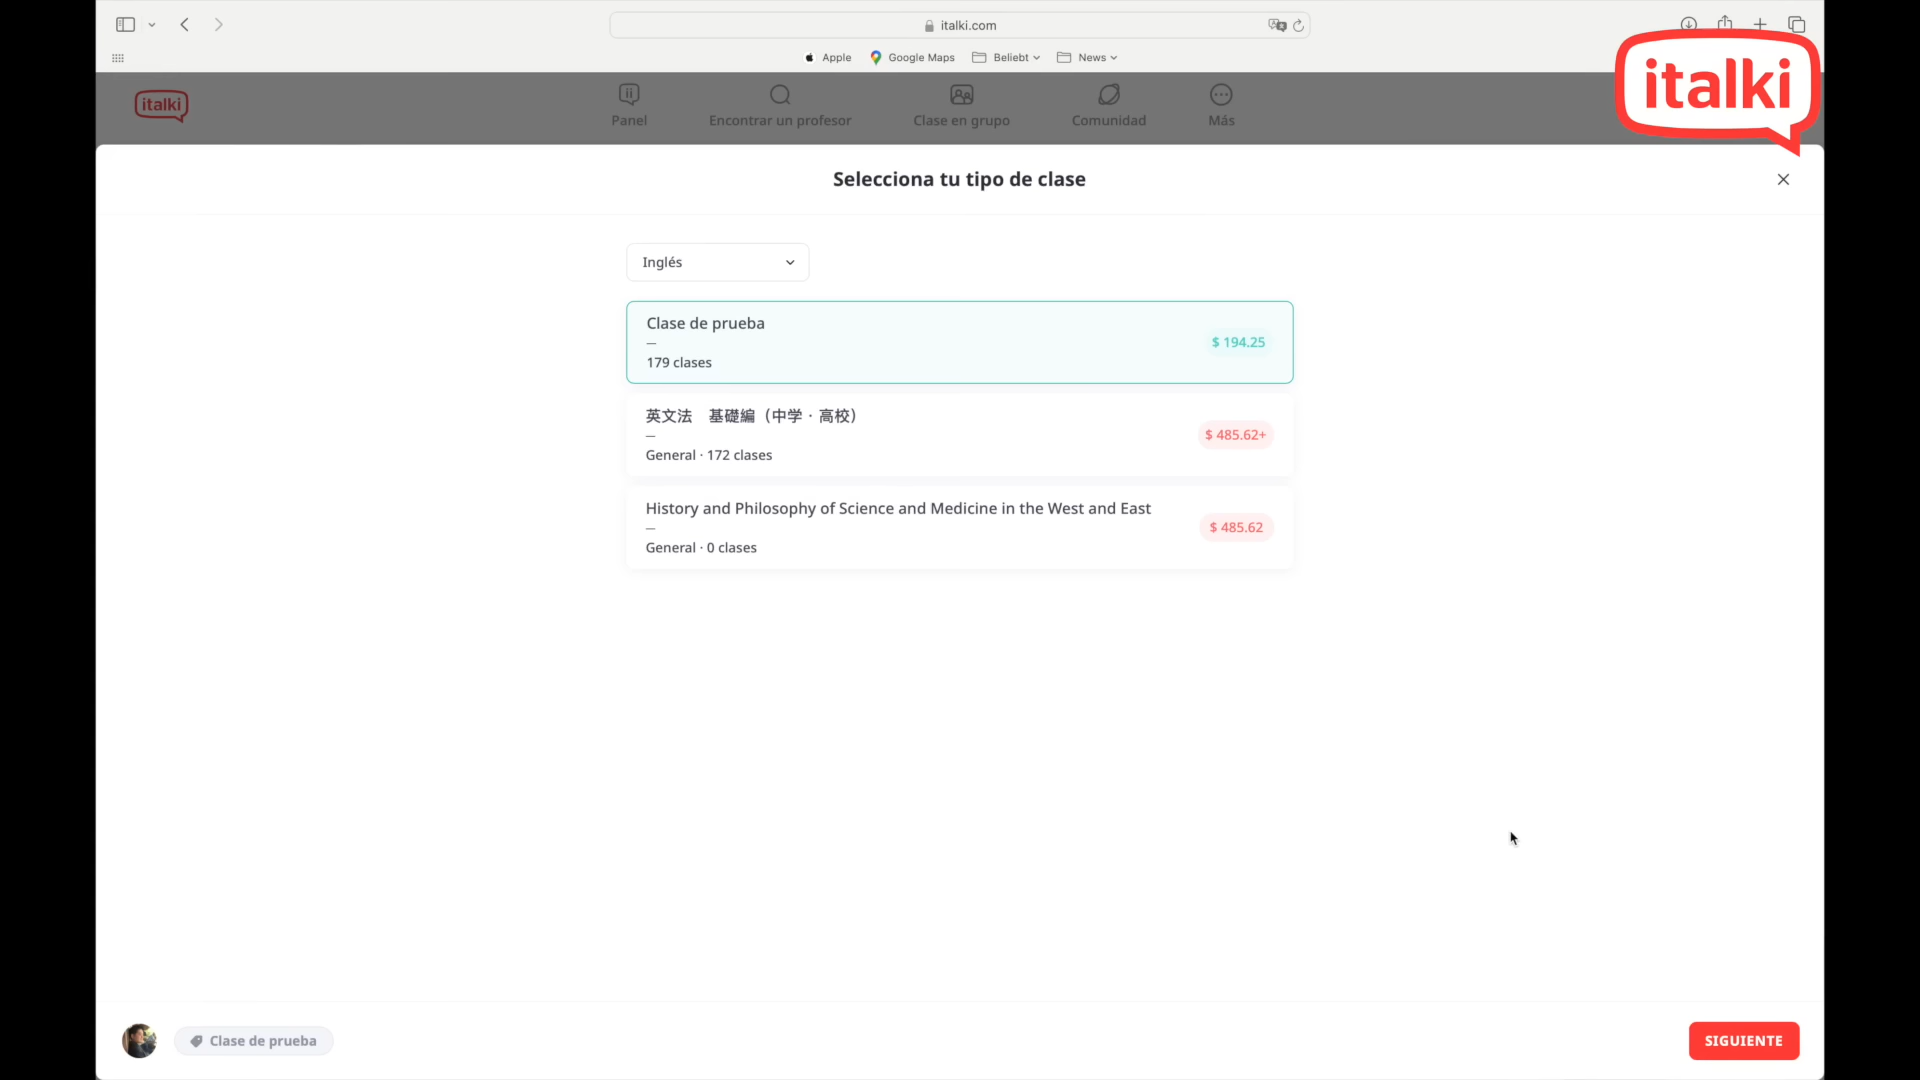 italki.com
Apple
Google Maps
Beliebt
News
italki
italki
Panel
Encontrar un profesor
Clase en grupo
Comunidad
Más
Selecciona tu tipo de clase
Inglés
Clase de prueba
—
179 clases
$ 194.25
英文法　基礎編（中学・高校）
—
General · 172 clases
$ 485.62+
History and Philosophy of Science and Medicine in the West and East
—
General · 0 clases
$ 485.62
Clase de prueba
SIGUIENTE